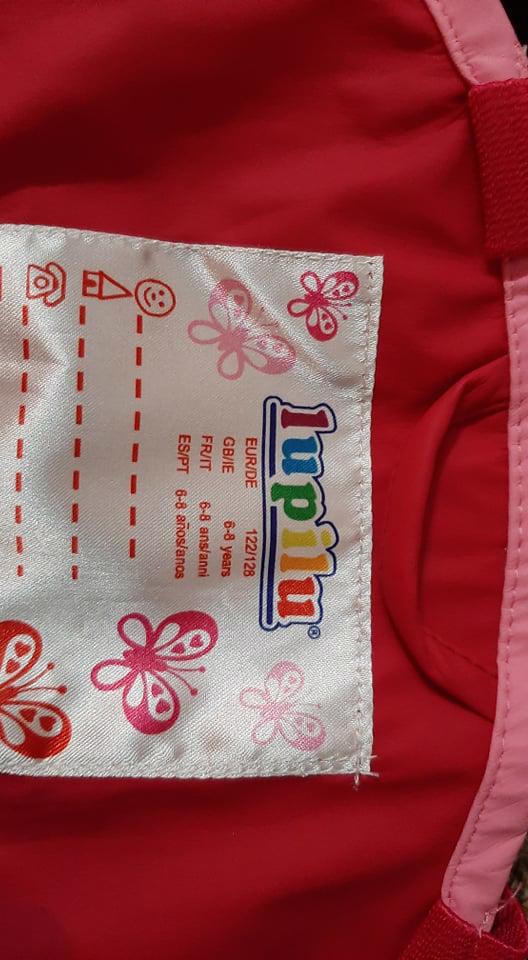 lupilu®
EUR/DE 122/128
GB/IE 6-8 years
FR/IT 6-8 ans/anni
ES/PT 6-8 años/anos